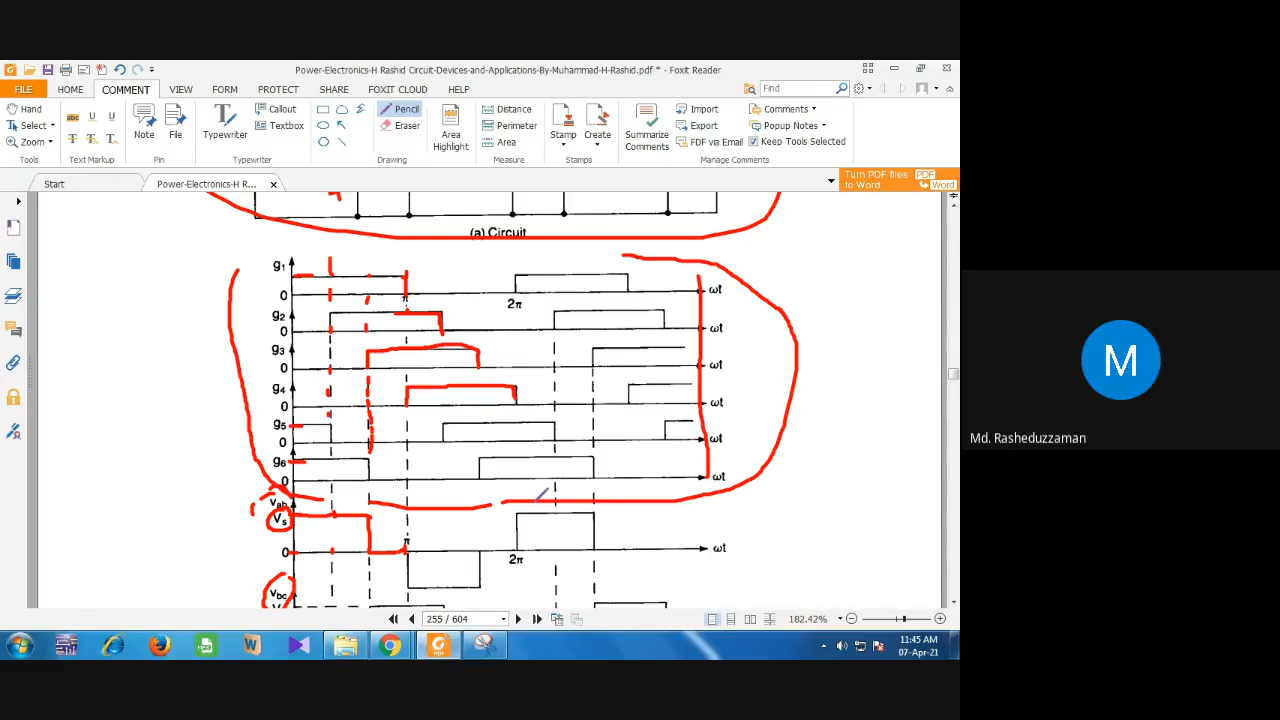 Power-Electronics-H Rashid Circuit-Devices-and-Applications-By-Muhammad-H-Rashid.pdf * - Foxit Reader
FILE HOME COMMENT VIEW FORM PROTECT SHARE FOXIT CLOUD HELP Find
Hand
Select
Zoom
Tools
Text Markup
Note
File
Pin
Typewriter
Callout
Textbox
Typewriter
Pencil
Eraser
Drawing
Area Highlight
Distance
Perimeter
Area
Measure
Stamp
Create
Stamps
Summarize Comments
Import
Export
FDF via Email
Comments
Popup Notes
Keep Tools Selected
Manage Comments
Start
Power-Electronics-H R...
Turn PDF files to Word
PDF
Word
(a) Circuit
g1
0
π
2π
ωt
g2
0
ωt
g3
0
ωt
g4
0
ωt
g5
0
ωt
g6
0
ωt
vab
Vs
0
π
2π
ωt
vbc
255 / 604
182.42%
11:45 AM
07-Apr-21
M
Md. Rasheduzzaman